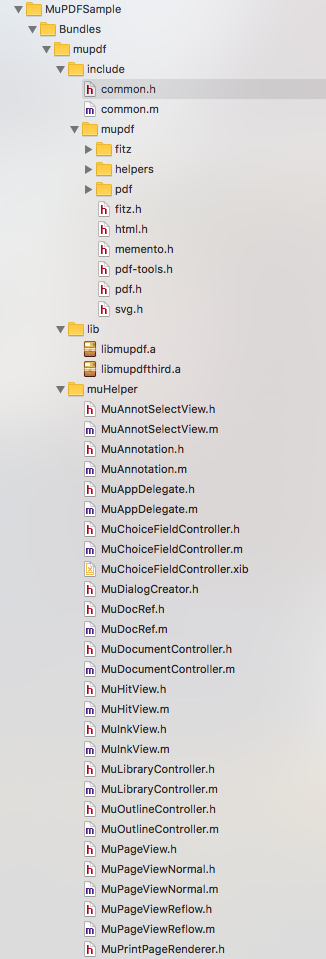 MuPDFSample
Bundles
mupdf
include
h common.h
m common.m
mupdf
fitz
helpers
pdf
h fitz.h
h html.h
h memento.h
h pdf-tools.h
h pdf.h
h svg.h
lib
libmupdf.a
libmupdfthird.a
muHelper
h MuAnnotSelectView.h
m MuAnnotSelectView.m
h MuAnnotation.h
m MuAnnotation.m
h MuAppDelegate.h
m MuAppDelegate.m
h MuChoiceFieldController.h
m MuChoiceFieldController.m
MuChoiceFieldController.xib
h MuDialogCreator.h
h MuDocRef.h
m MuDocRef.m
h MuDocumentController.h
m MuDocumentController.m
h MuHitView.h
m MuHitView.m
h MuInkView.h
m MuInkView.m
h MuLibraryController.h
m MuLibraryController.m
h MuOutlineController.h
m MuOutlineController.m
h MuPageView.h
h MuPageViewNormal.h
m MuPageViewNormal.m
h MuPageViewReflow.h
m MuPageViewReflow.m
h MuPrintPageRenderer.h